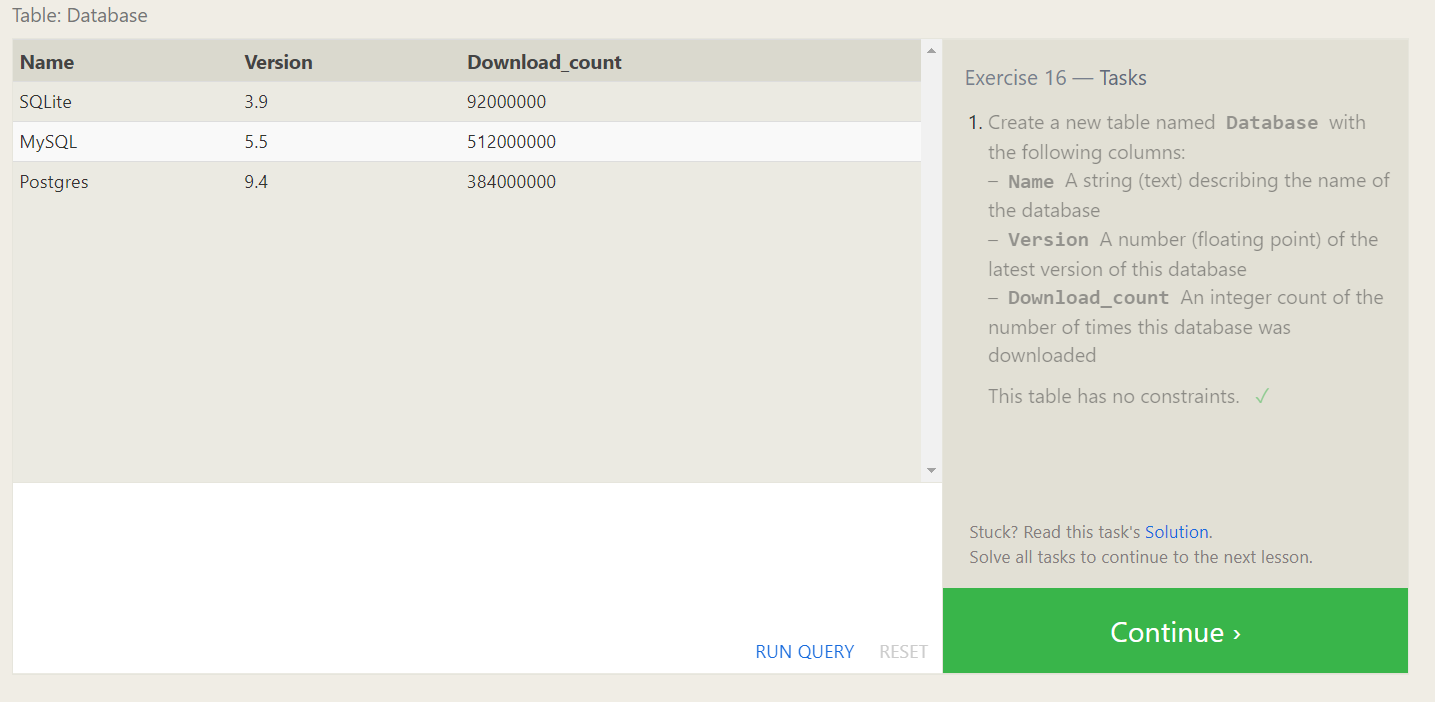 Table: Database
Name Version Download_count
SQLite 3.9 92000000
MySQL 5.5 512000000
Postgres 9.4 384000000
RUN QUERY RESET
Exercise 16 — Tasks
1. Create a new table named Database with
the following columns:
– Name A string (text) describing the name of
the database
– Version A number (floating point) of the
latest version of this database
– Download_count An integer count of the
number of times this database was
downloaded
This table has no constraints. ✓
Stuck? Read this task's Solution.
Solve all tasks to continue to the next lesson.
Continue ›